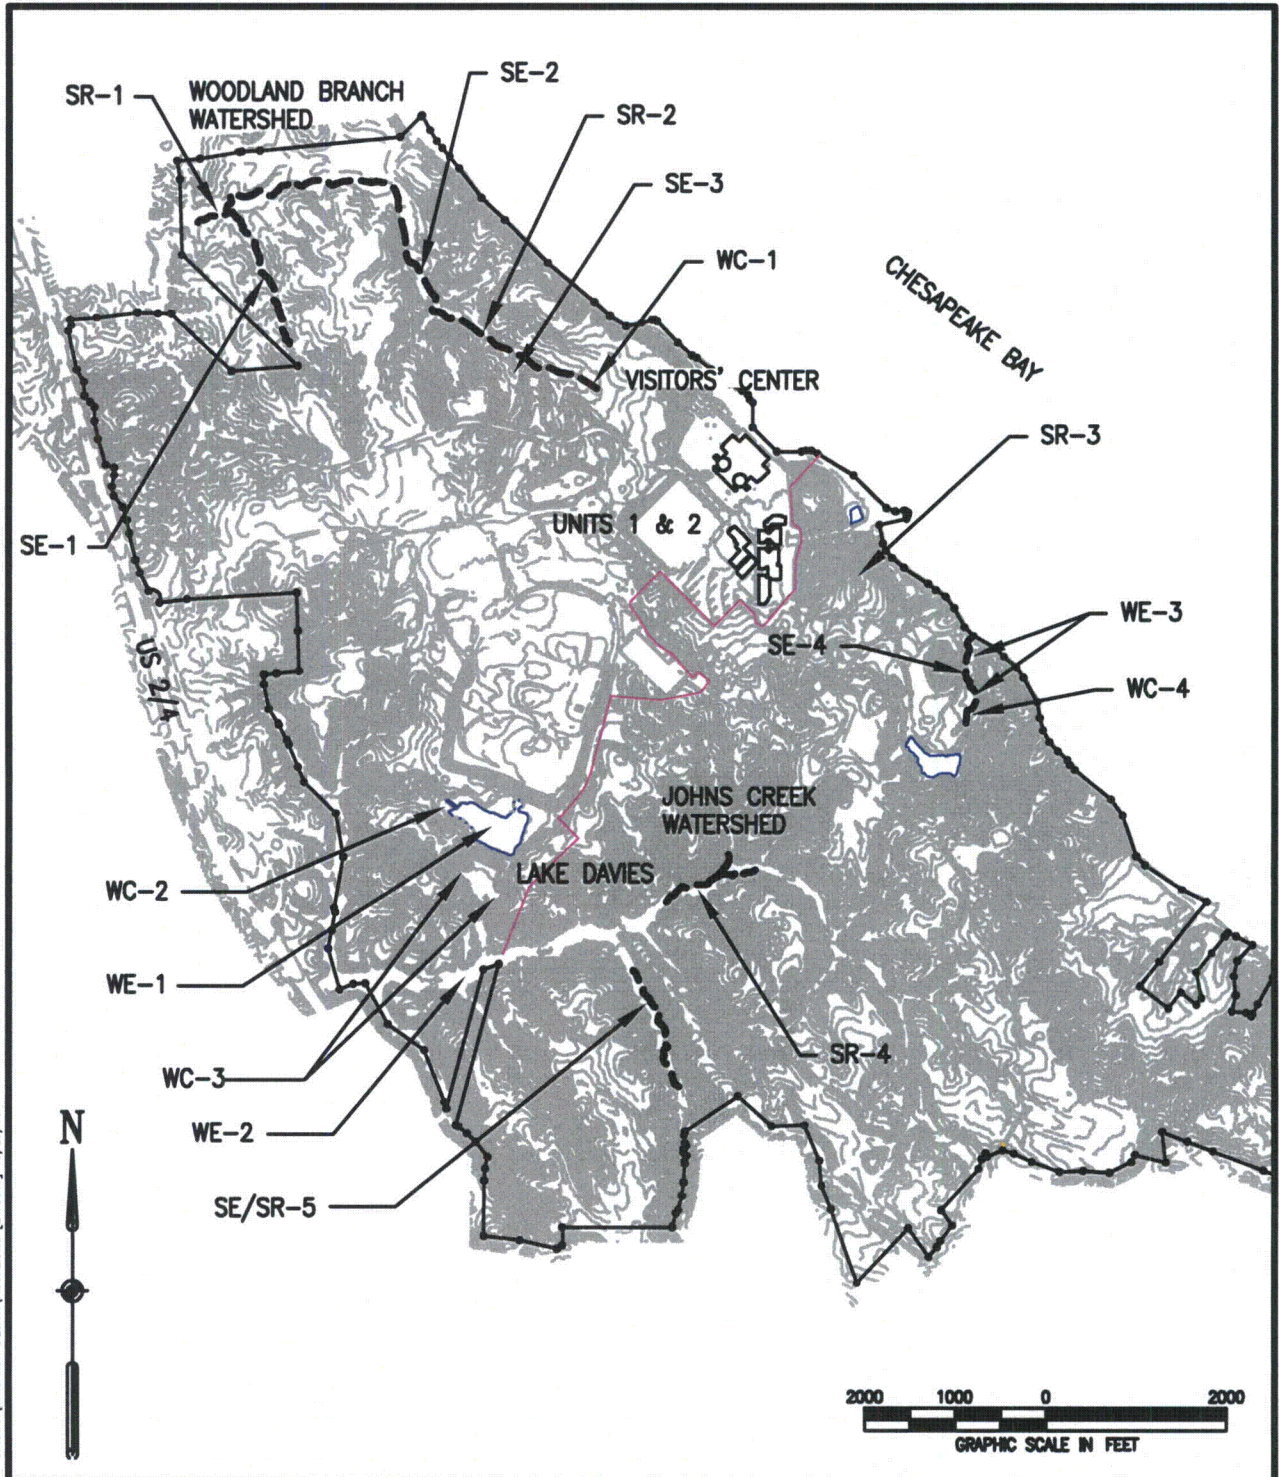 SE-2
SR-1
WOODLAND BRANCH
WATERSHED
SR-2
SE-3
WC-1
CHESAPEAKE BAY
VISITORS' CENTER
SR-3
UNITS 1 & 2
SE-1
WE-3
SE-4
US 2/4
WC-4
JOHNS CREEK
WATERSHED
LAKE DAVIES
WC-2
WE-1
SR-4
WC-3
N
WE-2
SE/SR-5
2000 1000 0 2000
GRAPHIC SCALE IN FEET